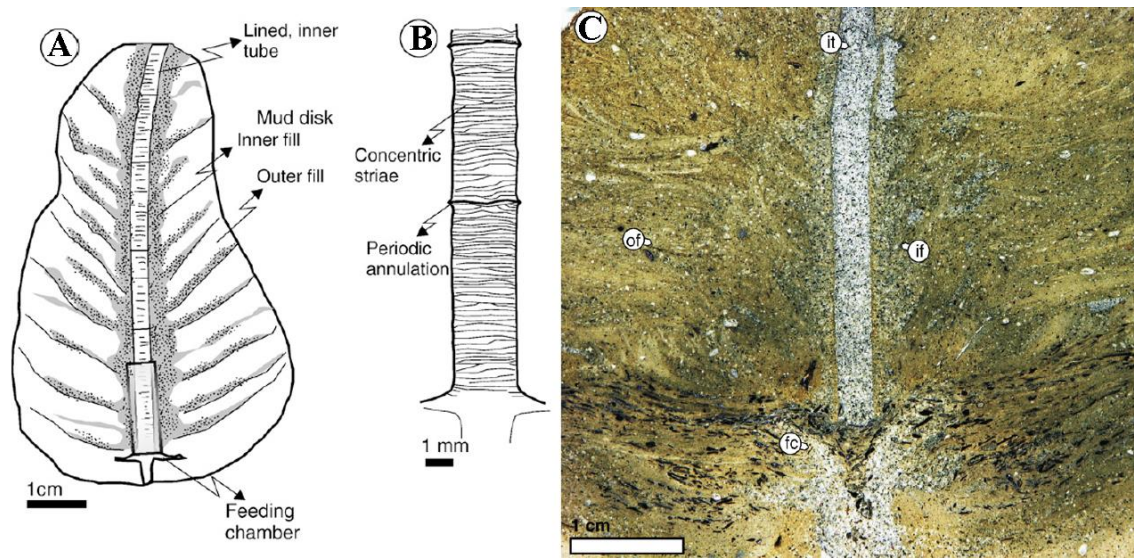 A
Lined, inner
tube
Mud disk
Inner fill
Outer fill
1cm
Feeding
chamber
B
Concentric
striae
Periodic
annulation
1 mm
C
it
of
if
fc
1 cm